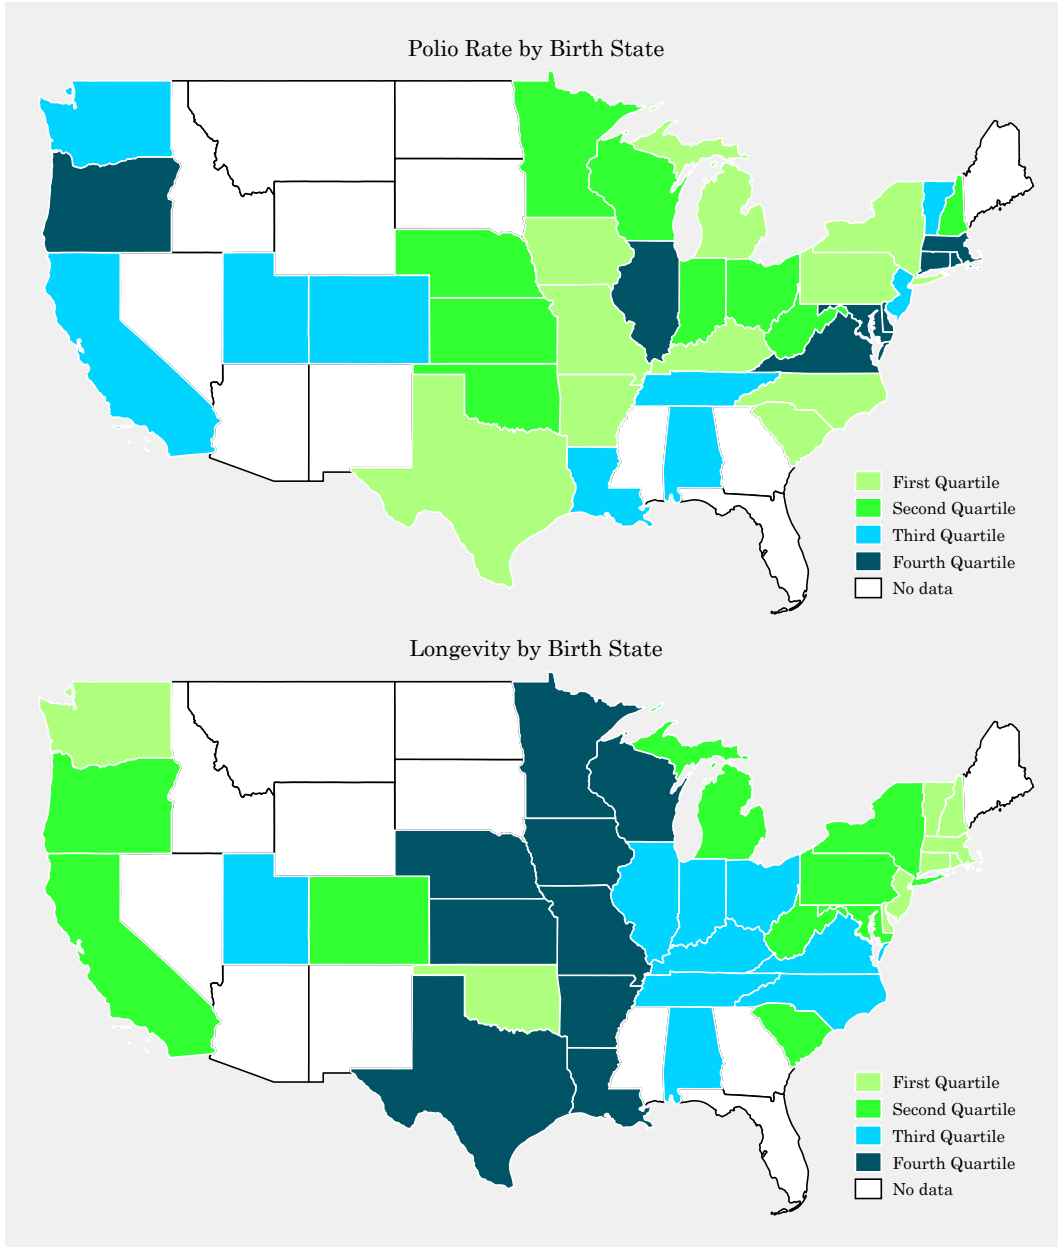 Polio Rate by Birth State
First Quartile
Second Quartile
Third Quartile
Fourth Quartile
No data
Longevity by Birth State
First Quartile
Second Quartile
Third Quartile
Fourth Quartile
No data